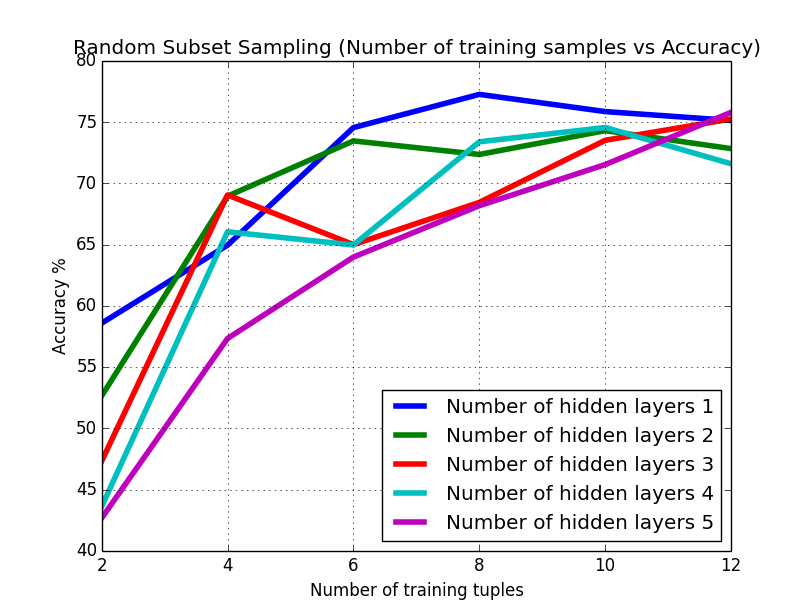 Random Subset Sampling (Number of training samples vs Accuracy)
80
75
70
65
60
55
50
45
40
Accuracy %
Number of hidden layers 1
Number of hidden layers 2
Number of hidden layers 3
Number of hidden layers 4
Number of hidden layers 5
2 4 6 8 10 12
Number of training tuples